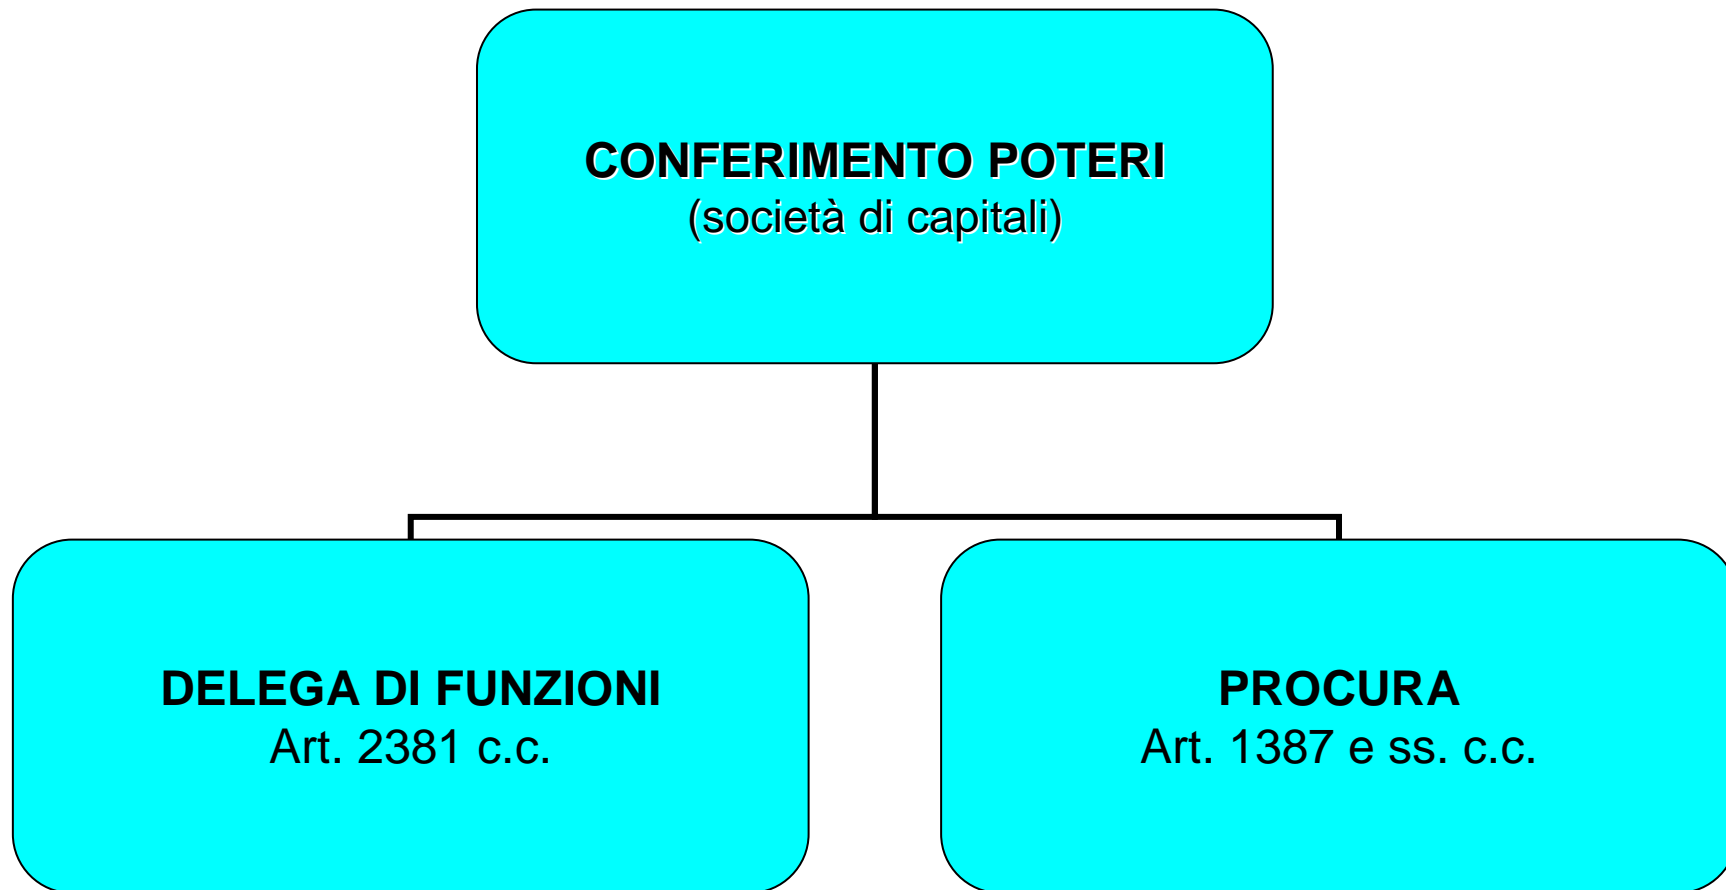 CONFERIMENTO POTERI
(società di capitali)
DELEGA DI FUNZIONI
Art. 2381 c.c.
PROCURA
Art. 1387 e ss. c.c.